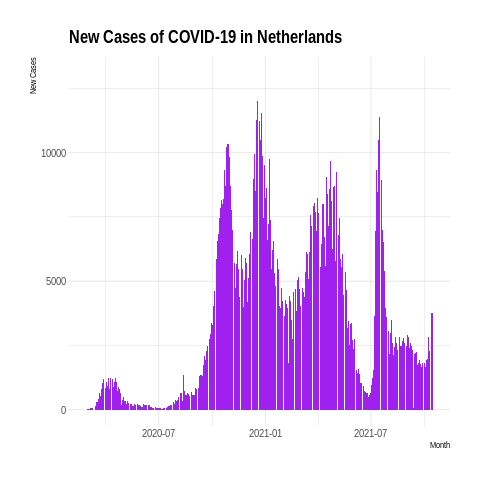 New Cases of COVID-19 in Netherlands
New Cases
10000
5000
0
2020-07
2021-01
2021-07
Month